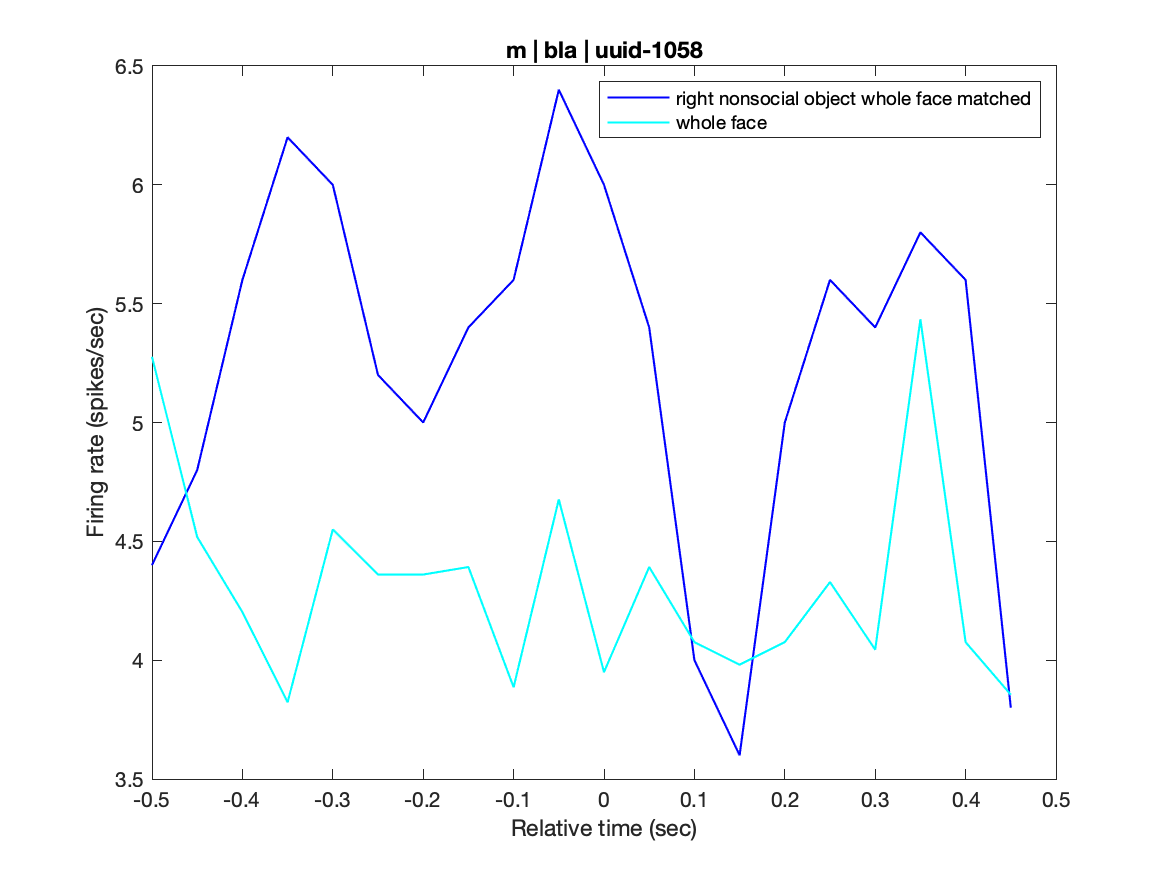 m | bla | uuid-1058
right nonsocial object whole face matched
whole face
6.5
6
5.5
5
4.5
4
3.5
Firing rate (spikes/sec)
-0.5 -0.4 -0.3 -0.2 -0.1 0 0.1 0.2 0.3 0.4 0.5
Relative time (sec)